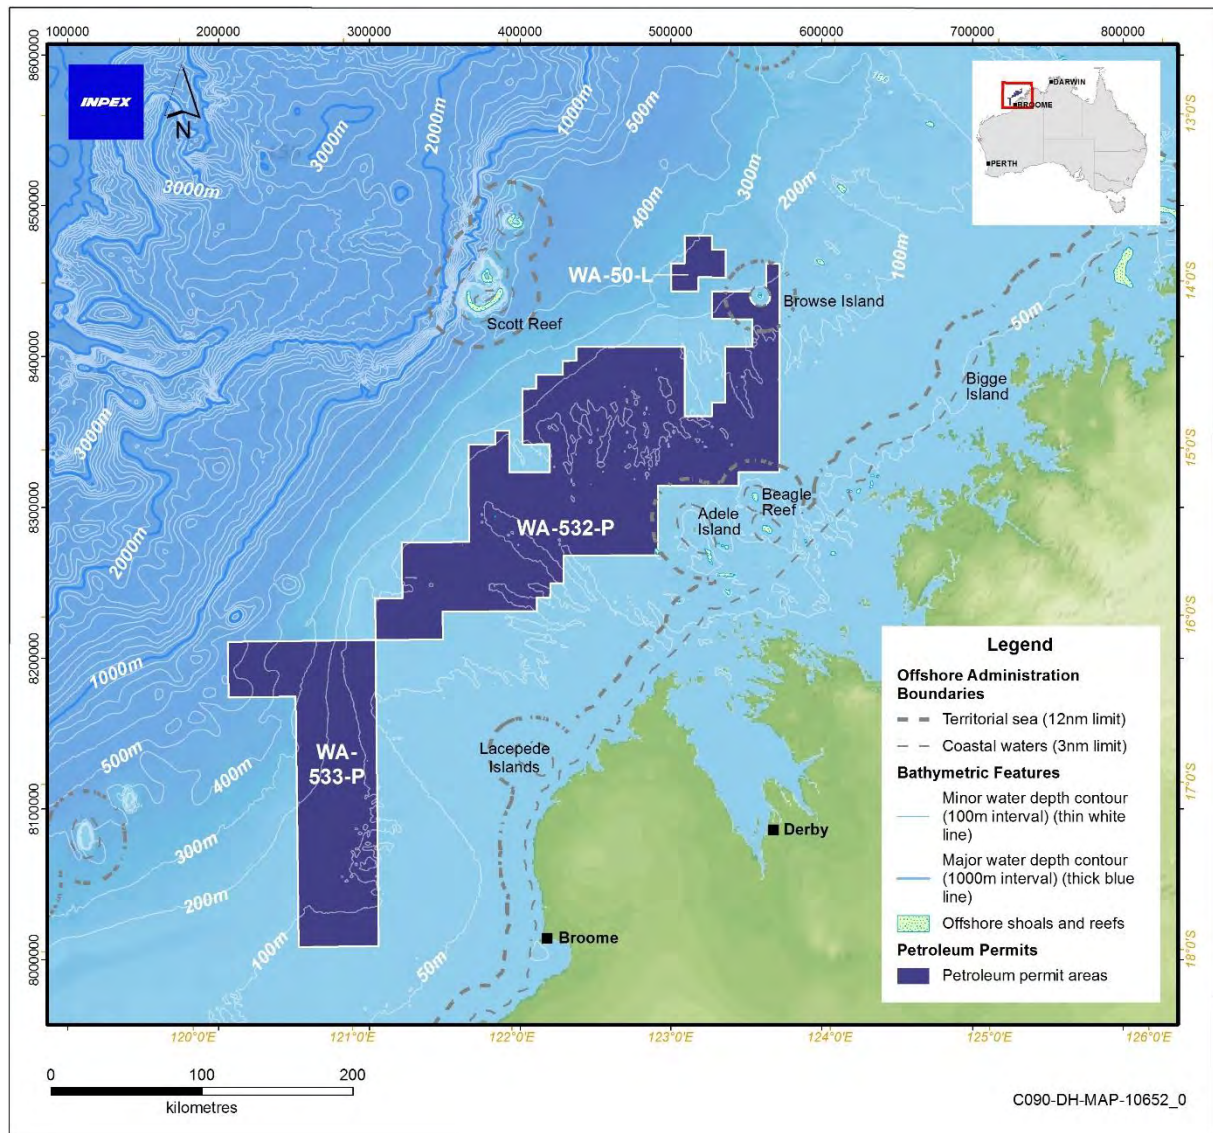 100000 200000 300000 400000 500000 600000 700000 800000
8600000
8500000
8400000
8300000
8200000
8100000
8000000
INPEX
N
3000m
3000m
2000m
1000m
500m
400m
300m
200m
100m
50m
DARWIN
BROOME
PERTH
13°0'S
14°0'S
15°0'S
16°0'S
17°0'S
18°0'S
WA-50-L
Browse Island
Scott Reef
Bigge
Island
3000m
2000m
1000m
500m
400m
300m
200m
100m
50m
WA-532-P
Beagle
Reef
Adele
Island
WA-
533-P
Lacepede
Islands
Derby
Broome
Legend
Offshore Administration
Boundaries
Territorial sea (12nm limit)
Coastal waters (3nm limit)
Bathymetric Features
Minor water depth contour
(100m interval) (thin white
line)
Major water depth contour
(1000m interval) (thick blue
line)
Offshore shoals and reefs
Petroleum Permits
Petroleum permit areas
120°0'E 121°0'E 122°0'E 123°0'E 124°0'E 125°0'E 126°0'E
0 100 200
kilometres
C090-DH-MAP-10652_0